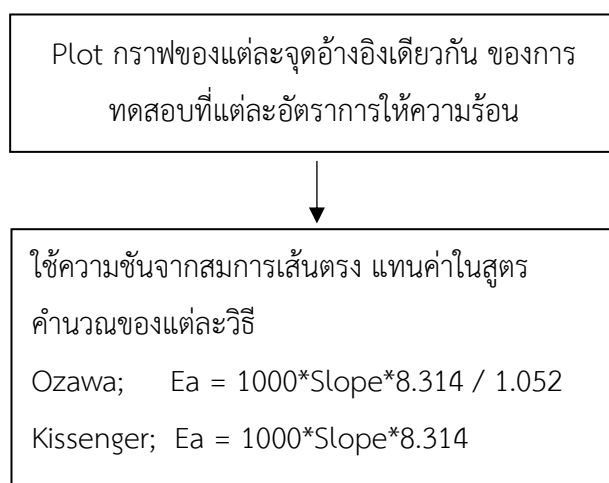 Plot กราฟของแต่ละจุดอ้างอิงเดียวกัน ของการ
ทดสอบที่แต่ละอัตราการให้ความร้อน
ใช้ความชันจากสมการเส้นตรง แทนค่าในสูตร
คำนวณของแต่ละวิธี
Ozawa; Ea = 1000*Slope*8.314 / 1.052
Kissenger; Ea = 1000*Slope*8.314